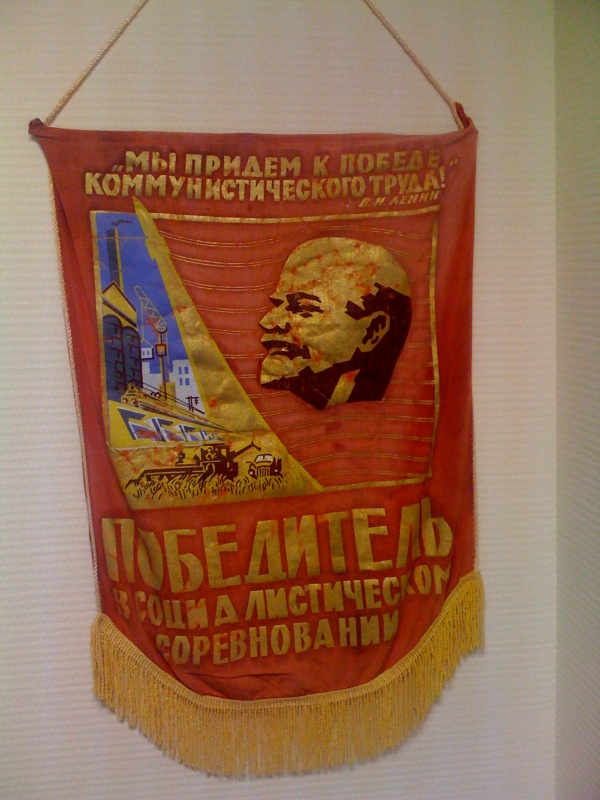 „МЫ ПРИДЕМ К ПОБЕДЕ
КОММУНИСТИЧЕСКОГО ТРУДА!"
В. И. ЛЕНИН
ПОБЕДИТЕЛЬ
В СОЦИАЛИСТИЧЕСКОМ
СОРЕВНОВАНИИ